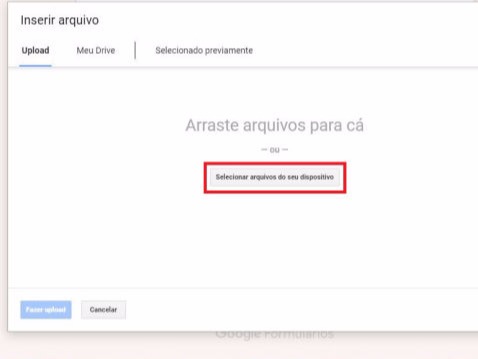 Inserir arquivo
Upload Meu Drive Selecionado previamente
Arraste arquivos para cá
— ou —
Selecionar arquivos do seu dispositivo
Fazer upload Cancelar
Google Formulários